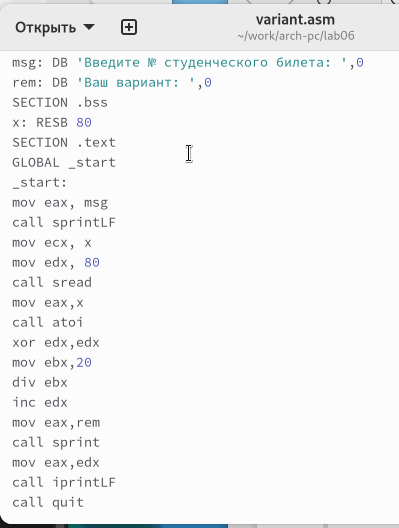 Открыть
variant.asm
~/work/arch-pc/lab06
msg: DB 'Введите № студенческого билета: ',0
rem: DB 'Ваш вариант: ',0
SECTION .bss
x: RESB 80
SECTION .text
GLOBAL _start
_start:
mov eax, msg
call sprintLF
mov ecx, x
mov edx, 80
call sread
mov eax,x
call atoi
xor edx,edx
mov ebx,20
div ebx
inc edx
mov eax,rem
call sprint
mov eax,edx
call iprintLF
call quit